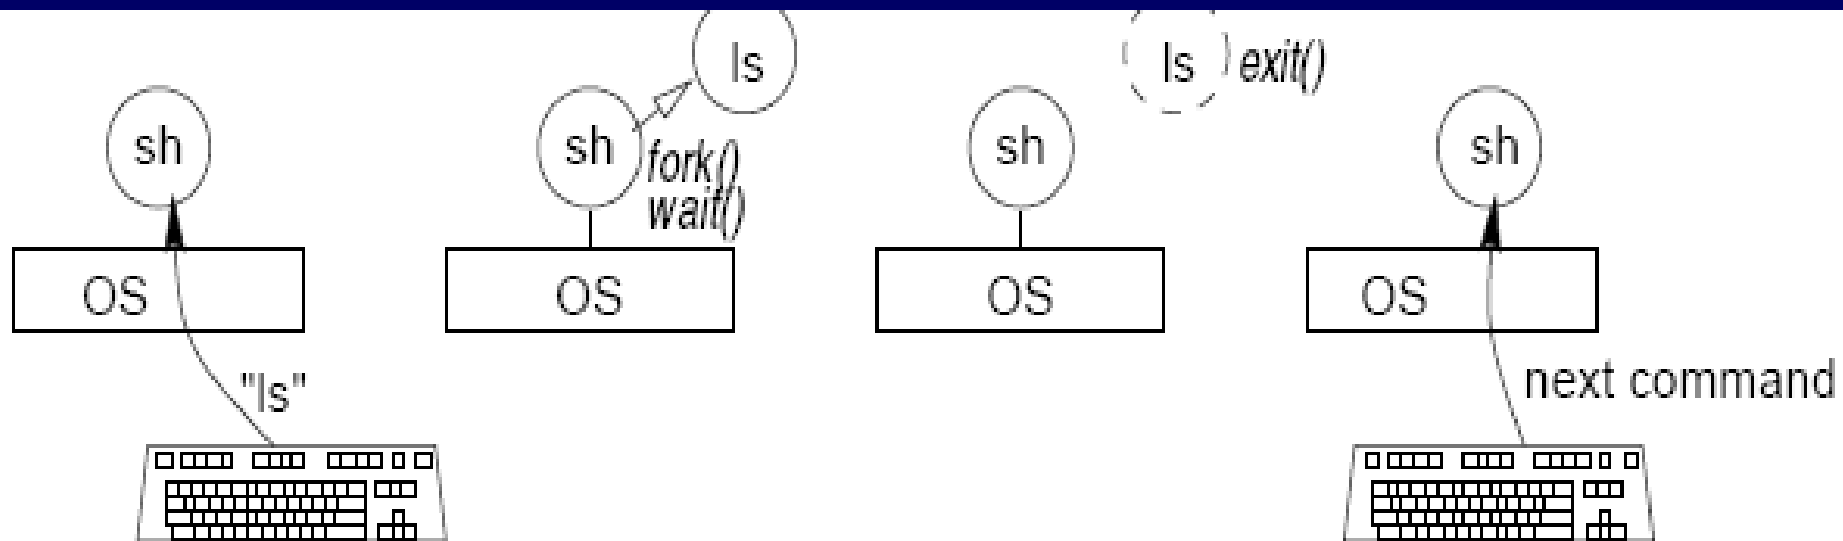 ls
ls exit()
sh
sh
sh
sh
fork()
wait()
OS
OS
OS
OS
"ls"
next command